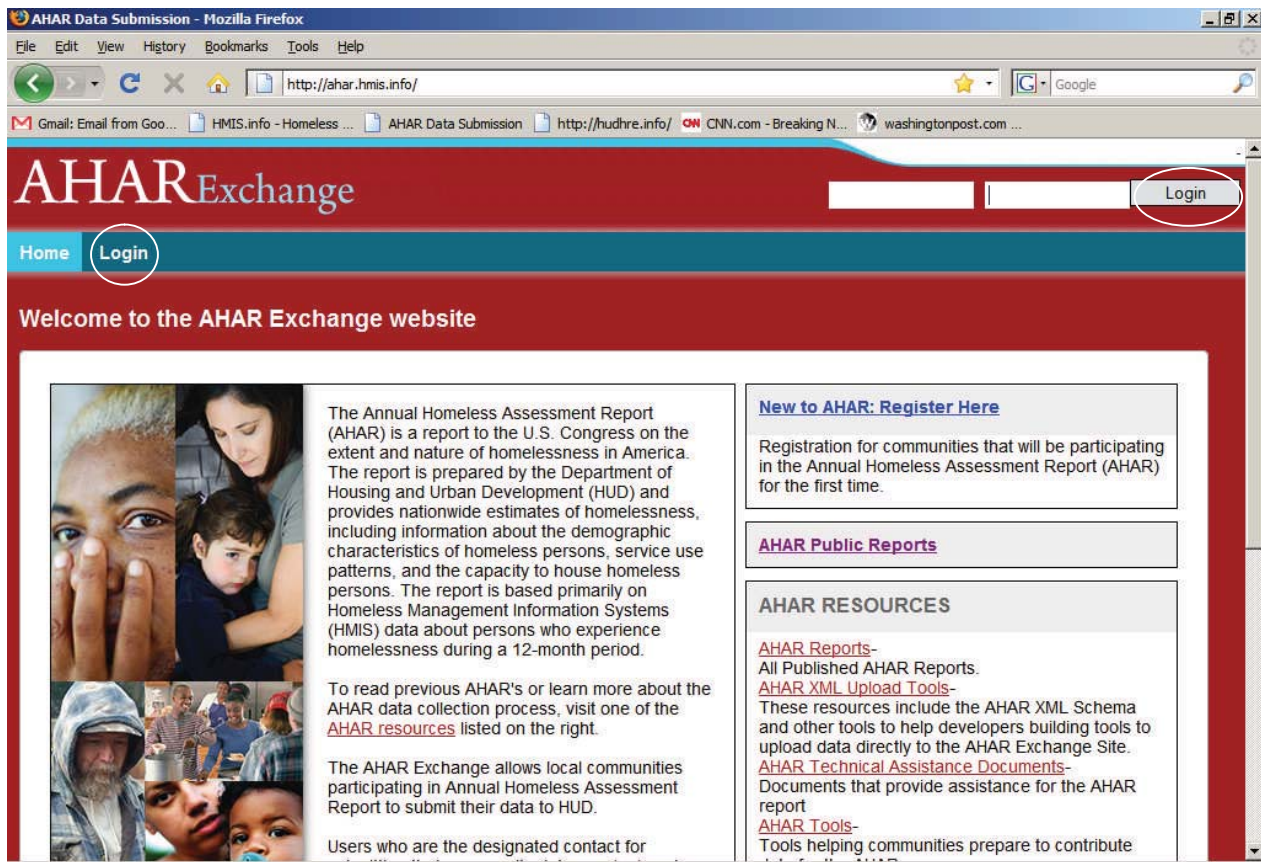 AHAR Data Submission - Mozilla Firefox
File Edit View History Bookmarks Tools Help
http://ahar.hmis.info/
G Google
Gmail: Email from Goo... HMIS.info - Homeless ... AHAR Data Submission http://hudhre.info/ CNN CNN.com - Breaking N... washingtonpost.com ...
AHAR Exchange
Login
Home Login
Welcome to the AHAR Exchange website
The Annual Homeless Assessment Report
(AHAR) is a report to the U.S. Congress on the
extent and nature of homelessness in America.
The report is prepared by the Department of
Housing and Urban Development (HUD) and
provides nationwide estimates of homelessness,
including information about the demographic
characteristics of homeless persons, service use
patterns, and the capacity to house homeless
persons. The report is based primarily on
Homeless Management Information Systems
(HMIS) data about persons who experience
homelessness during a 12-month period.
To read previous AHAR's or learn more about the
AHAR data collection process, visit one of the
AHAR resources listed on the right.
The AHAR Exchange allows local communities
participating in Annual Homeless Assessment
Report to submit their data to HUD.
Users who are the designated contact for
New to AHAR: Register Here
Registration for communities that will be participating
in the Annual Homeless Assessment Report (AHAR)
for the first time.
AHAR Public Reports
AHAR RESOURCES
AHAR Reports-
All Published AHAR Reports.
AHAR XML Upload Tools-
These resources include the AHAR XML Schema
and other tools to help developers building tools to
upload data directly to the AHAR Exchange Site.
AHAR Technical Assistance Documents-
Documents that provide assistance for the AHAR
report
AHAR Tools-
Tools helping communities prepare to contribute